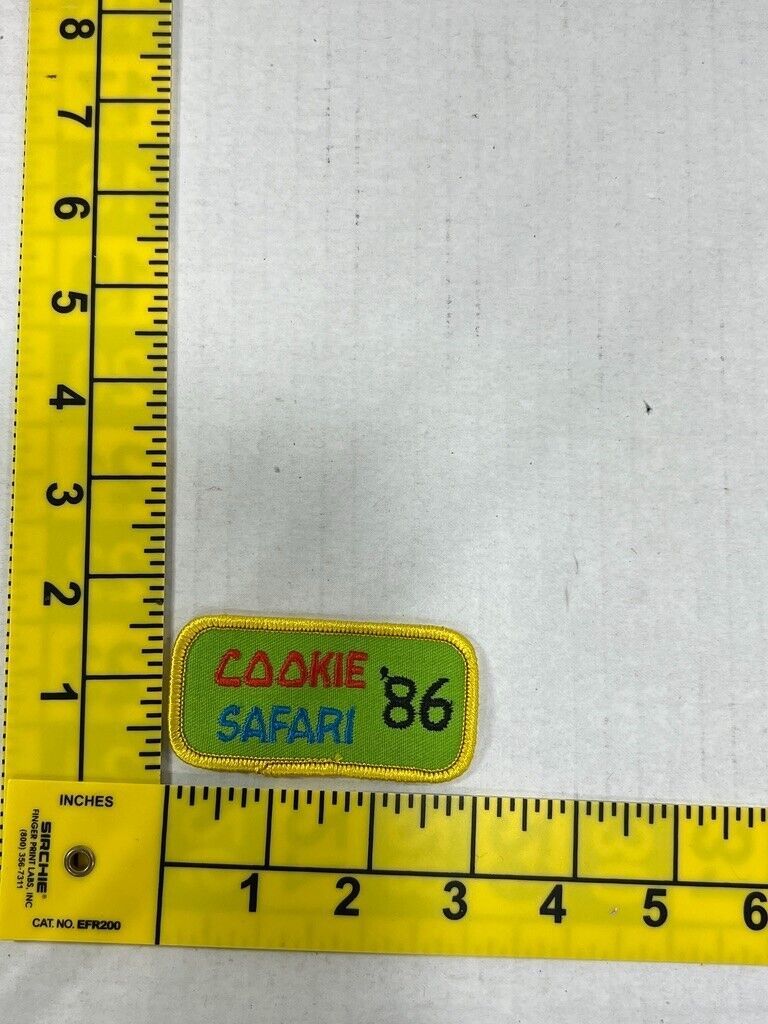 8
7
6
5
4
3
2
1
COOKIE '86
SAFARI
INCHES
SIRCHIE®
FINGER PRINT LABS, INC
(800) 356-7311
CAT. NO. EFR200
1 2 3 4 5 6